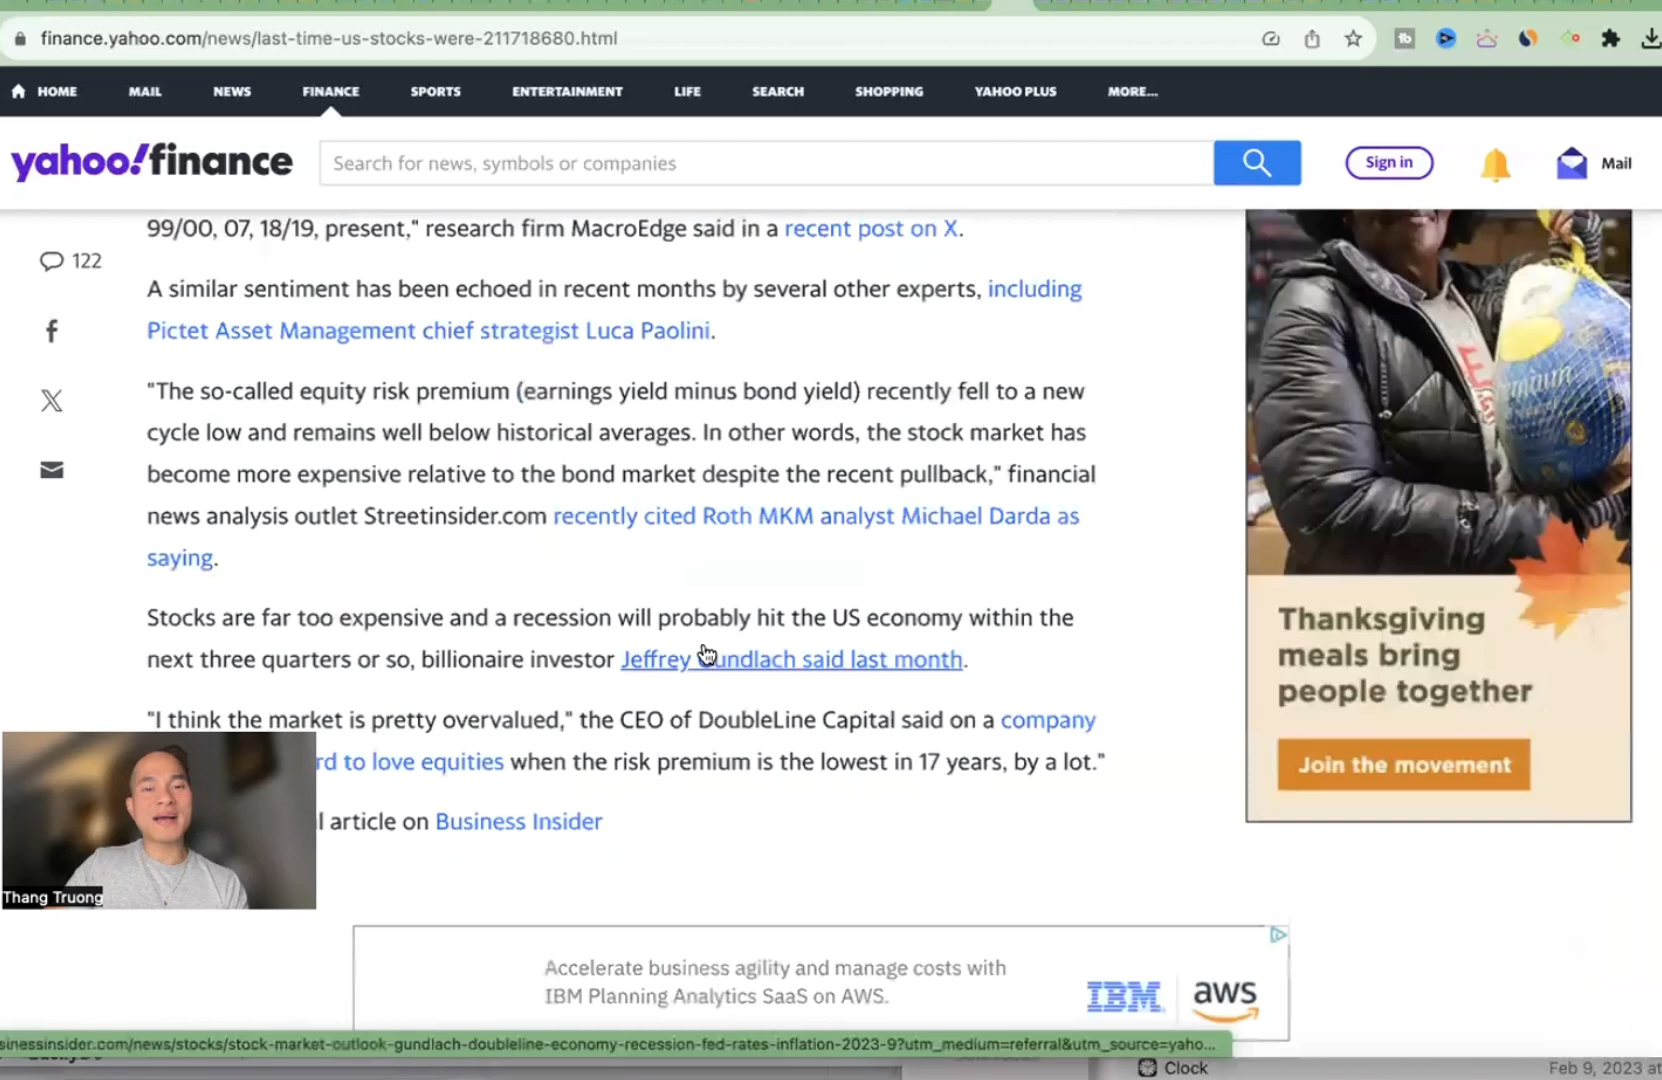 finance.yahoo.com/news/last-time-us-stocks-were-211718680.html
HOME MAIL NEWS FINANCE SPORTS ENTERTAINMENT LIFE SEARCH SHOPPING YAHOO PLUS MORE...
yahoo!finance
Search for news, symbols or companies
Sign in
Mail
99/00, 07, 18/19, present," research firm MacroEdge said in a recent post on X.
122
A similar sentiment has been echoed in recent months by several other experts, including
Pictet Asset Management chief strategist Luca Paolini.
"The so-called equity risk premium (earnings yield minus bond yield) recently fell to a new
cycle low and remains well below historical averages. In other words, the stock market has
become more expensive relative to the bond market despite the recent pullback," financial
news analysis outlet Streetinsider.com recently cited Roth MKM analyst Michael Darda as
saying.
Stocks are far too expensive and a recession will probably hit the US economy within the
next three quarters or so, billionaire investor Jeffrey Gundlach said last month.
"I think the market is pretty overvalued," the CEO of DoubleLine Capital said on a company
rd to love equities when the risk premium is the lowest in 17 years, by a lot."
l article on Business Insider
Thang Truong
Thanksgiving
meals bring
people together
Join the movement
Accelerate business agility and manage costs with
IBM Planning Analytics SaaS on AWS.
IBM
aws
sinessinsider.com/news/stocks/stock-market-outlook-gundlach-doubleline-economy-recession-fed-rates-inflation-2023-9?utm_medium=referral&utm_source=yaho...
Clock
Feb 9, 2023 at